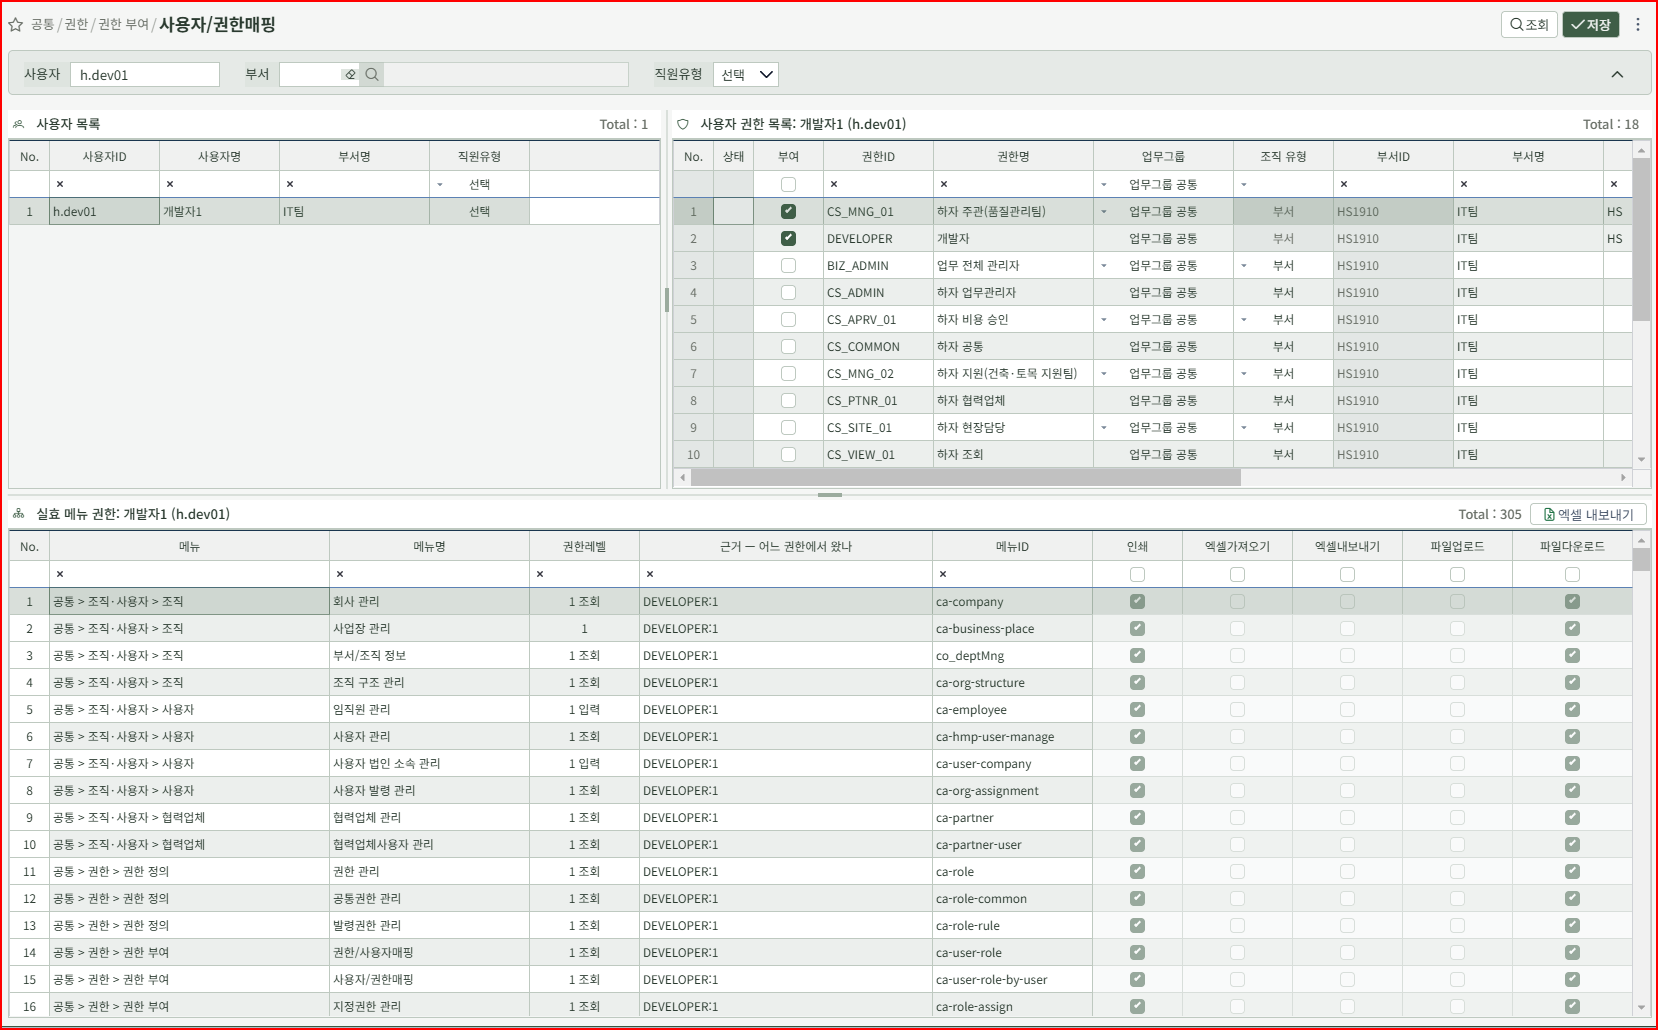 공통 / 권한 / 권한 부여 / 사용자/권한매핑
조회 저장
사용자 h.dev01 부서 직원유형 선택
사용자 목록 Total : 1
No. 사용자ID 사용자명 부서명 직원유형
× × × 선택
1 h.dev01 개발자1 IT팀 선택
사용자 권한 목록: 개발자1 (h.dev01) Total : 18
No. 상태 부여 권한ID 권한명 업무그룹 조직 유형 부서ID 부서명
× × 업무그룹 공통 × × ×
1 CS_MNG_01 하자 주관(품질관리팀) 업무그룹 공통 부서 HS1910 IT팀 HS
2 DEVELOPER 개발자 업무그룹 공통 부서 HS1910 IT팀 HS
3 BIZ_ADMIN 업무 전체 관리자 업무그룹 공통 부서 HS1910 IT팀
4 CS_ADMIN 하자 업무관리자 업무그룹 공통 부서 HS1910 IT팀
5 CS_APRV_01 하자 비용 승인 업무그룹 공통 부서 HS1910 IT팀
6 CS_COMMON 하자 공통 업무그룹 공통 부서 HS1910 IT팀
7 CS_MNG_02 하자 지원(건축·토목 지원팀) 업무그룹 공통 부서 HS1910 IT팀
8 CS_PTNR_01 하자 협력업체 업무그룹 공통 부서 HS1910 IT팀
9 CS_SITE_01 하자 현장담당 업무그룹 공통 부서 HS1910 IT팀
10 CS_VIEW_01 하자 조회 업무그룹 공통 부서 HS1910 IT팀
실효 메뉴 권한: 개발자1 (h.dev01) Total : 305 엑셀 내보내기
No. 메뉴 메뉴명 권한레벨 근거 — 어느 권한에서 왔나 메뉴ID 인쇄 엑셀가져오기 엑셀내보내기 파일업로드 파일다운로드
× × × × ×
1 공통 > 조직·사용자 > 조직 회사 관리 1 조회 DEVELOPER:1 ca-company
2 공통 > 조직·사용자 > 조직 사업장 관리 1 DEVELOPER:1 ca-business-place
3 공통 > 조직·사용자 > 조직 부서/조직 정보 1 조회 DEVELOPER:1 co_deptMng
4 공통 > 조직·사용자 > 조직 조직 구조 관리 1 조회 DEVELOPER:1 ca-org-structure
5 공통 > 조직·사용자 > 사용자 임직원 관리 1 입력 DEVELOPER:1 ca-employee
6 공통 > 조직·사용자 > 사용자 사용자 관리 1 조회 DEVELOPER:1 ca-hmp-user-manage
7 공통 > 조직·사용자 > 사용자 사용자 법인 소속 관리 1 입력 DEVELOPER:1 ca-user-company
8 공통 > 조직·사용자 > 사용자 사용자 발령 관리 1 조회 DEVELOPER:1 ca-org-assignment
9 공통 > 조직·사용자 > 협력업체 협력업체 관리 1 조회 DEVELOPER:1 ca-partner
10 공통 > 조직·사용자 > 협력업체 협력업체사용자 관리 1 조회 DEVELOPER:1 ca-partner-user
11 공통 > 권한 > 권한 정의 권한 관리 1 조회 DEVELOPER:1 ca-role
12 공통 > 권한 > 권한 정의 공통권한 관리 1 조회 DEVELOPER:1 ca-role-common
13 공통 > 권한 > 권한 정의 발령권한 관리 1 조회 DEVELOPER:1 ca-role-rule
14 공통 > 권한 > 권한 부여 권한/사용자매핑 1 조회 DEVELOPER:1 ca-user-role
15 공통 > 권한 > 권한 부여 사용자/권한매핑 1 조회 DEVELOPER:1 ca-user-role-by-user
16 공통 > 권한 > 권한 부여 지정권한 관리 1 조회 DEVELOPER:1 ca-role-assign